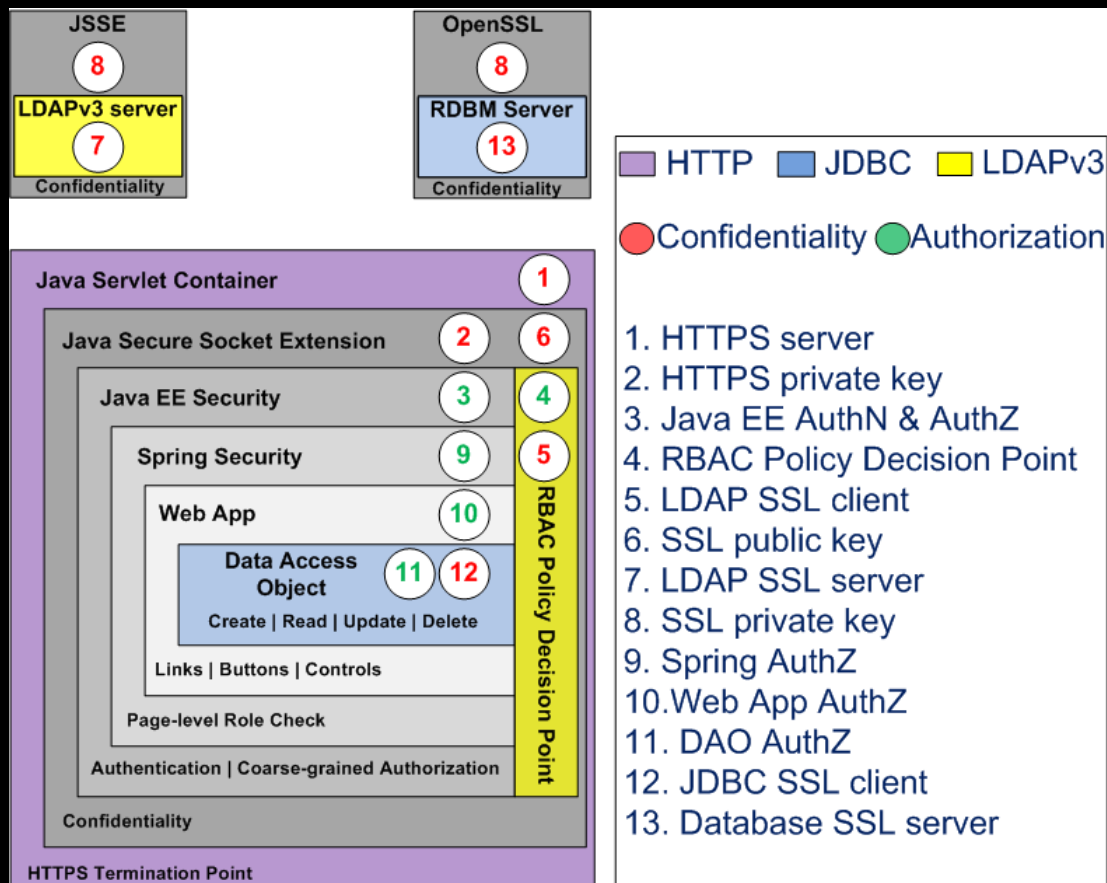 JSSE
8
LDAPv3 server
7
Confidentiality
OpenSSL
8
RDBM Server
13
Confidentiality
Java Servlet Container
1
Java Secure Socket Extension
2
6
Java EE Security
3
4
Spring Security
9
5
Web App
10
Data Access
Object
11
12
Create | Read | Update | Delete
Links | Buttons | Controls
Page-level Role Check
Authentication | Coarse-grained Authorization
RBAC Policy Decision Point
Confidentiality
HTTPS Termination Point
HTTP JDBC LDAPv3
Confidentiality Authorization
1. HTTPS server
2. HTTPS private key
3. Java EE AuthN & AuthZ
4. RBAC Policy Decision Point
5. LDAP SSL client
6. SSL public key
7. LDAP SSL server
8. SSL private key
9. Spring AuthZ
10.Web App AuthZ
11. DAO AuthZ
12. JDBC SSL client
13. Database SSL server